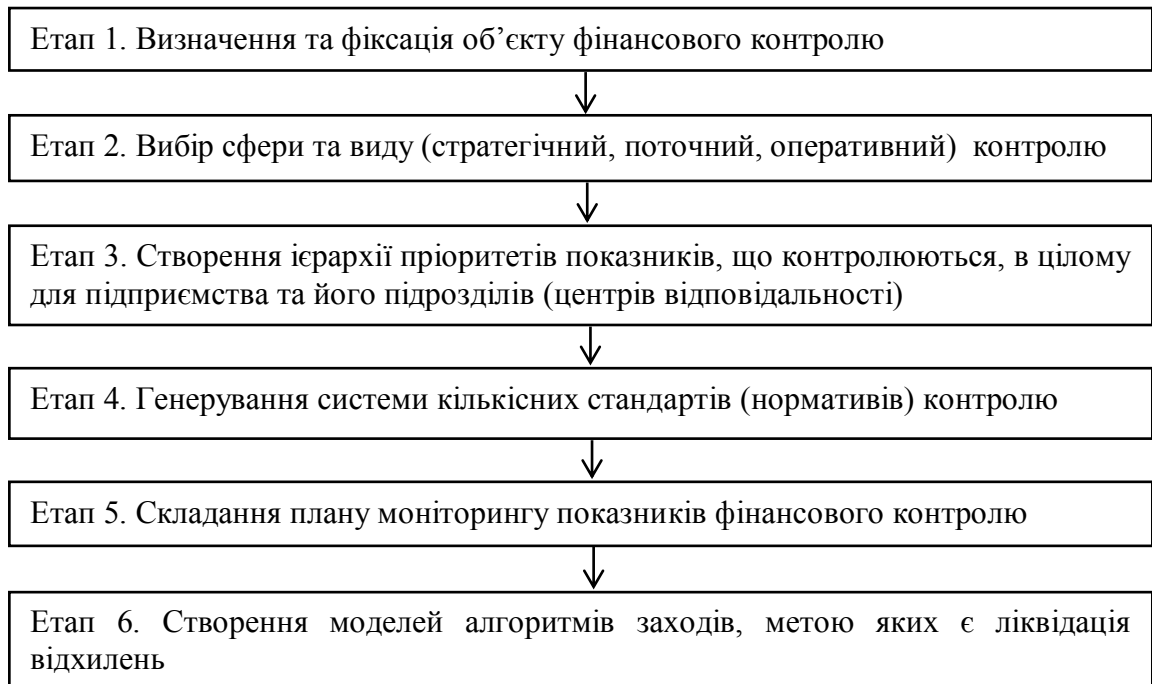 Етап 1. Визначення та фіксація об’єкту фінансового контролю
Етап 2. Вибір сфери та виду (стратегічний, поточний, оперативний) контролю
Етап 3. Створення ієрархії пріоритетів показників, що контролюються, в цілому
для підприємства та його підрозділів (центрів відповідальності)
Етап 4. Генерування системи кількісних стандартів (нормативів) контролю
Етап 5. Складання плану моніторингу показників фінансового контролю
Етап 6. Створення моделей алгоритмів заходів, метою яких є ліквідація
відхилень